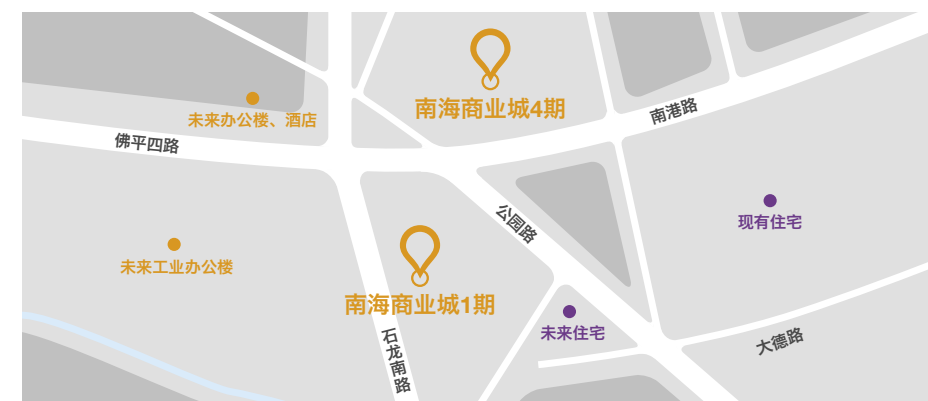 南海商业城4期
未来办公楼、酒店
南港路
佛平四路
公园路
现有住宅
未来工业办公楼
南海商业城1期
未来住宅
石龙南路
大德路